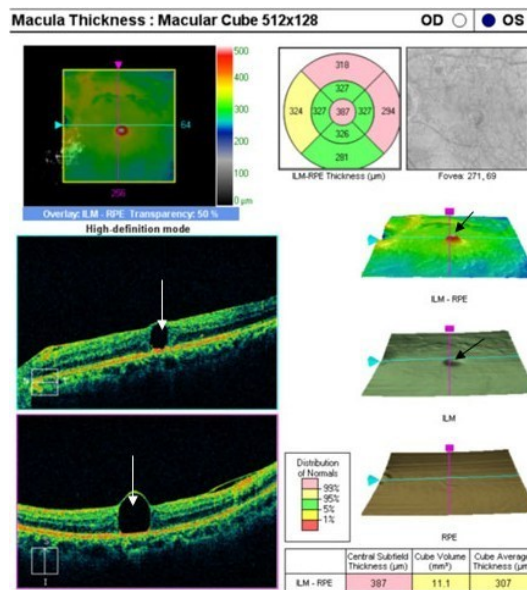 Macula Thickness : Macular Cube 512x128 OD OS
500
400
300
200
100
0 µm
64
256
Overlay: ILM - RPE Transparency: 50 %
High-definition mode
318
327
324 327 387 327 294
326
281
ILM-RPE Thickness (µm)
Fovea: 271, 69
ILM - RPE
ILM
RPE
Distribution
of Normals
99%
95%
5%
1%
Central Subfield Thickness (µm)
Cube Volume (mm³)
Cube Average Thickness (µm)
ILM - RPE 387 11.1 307